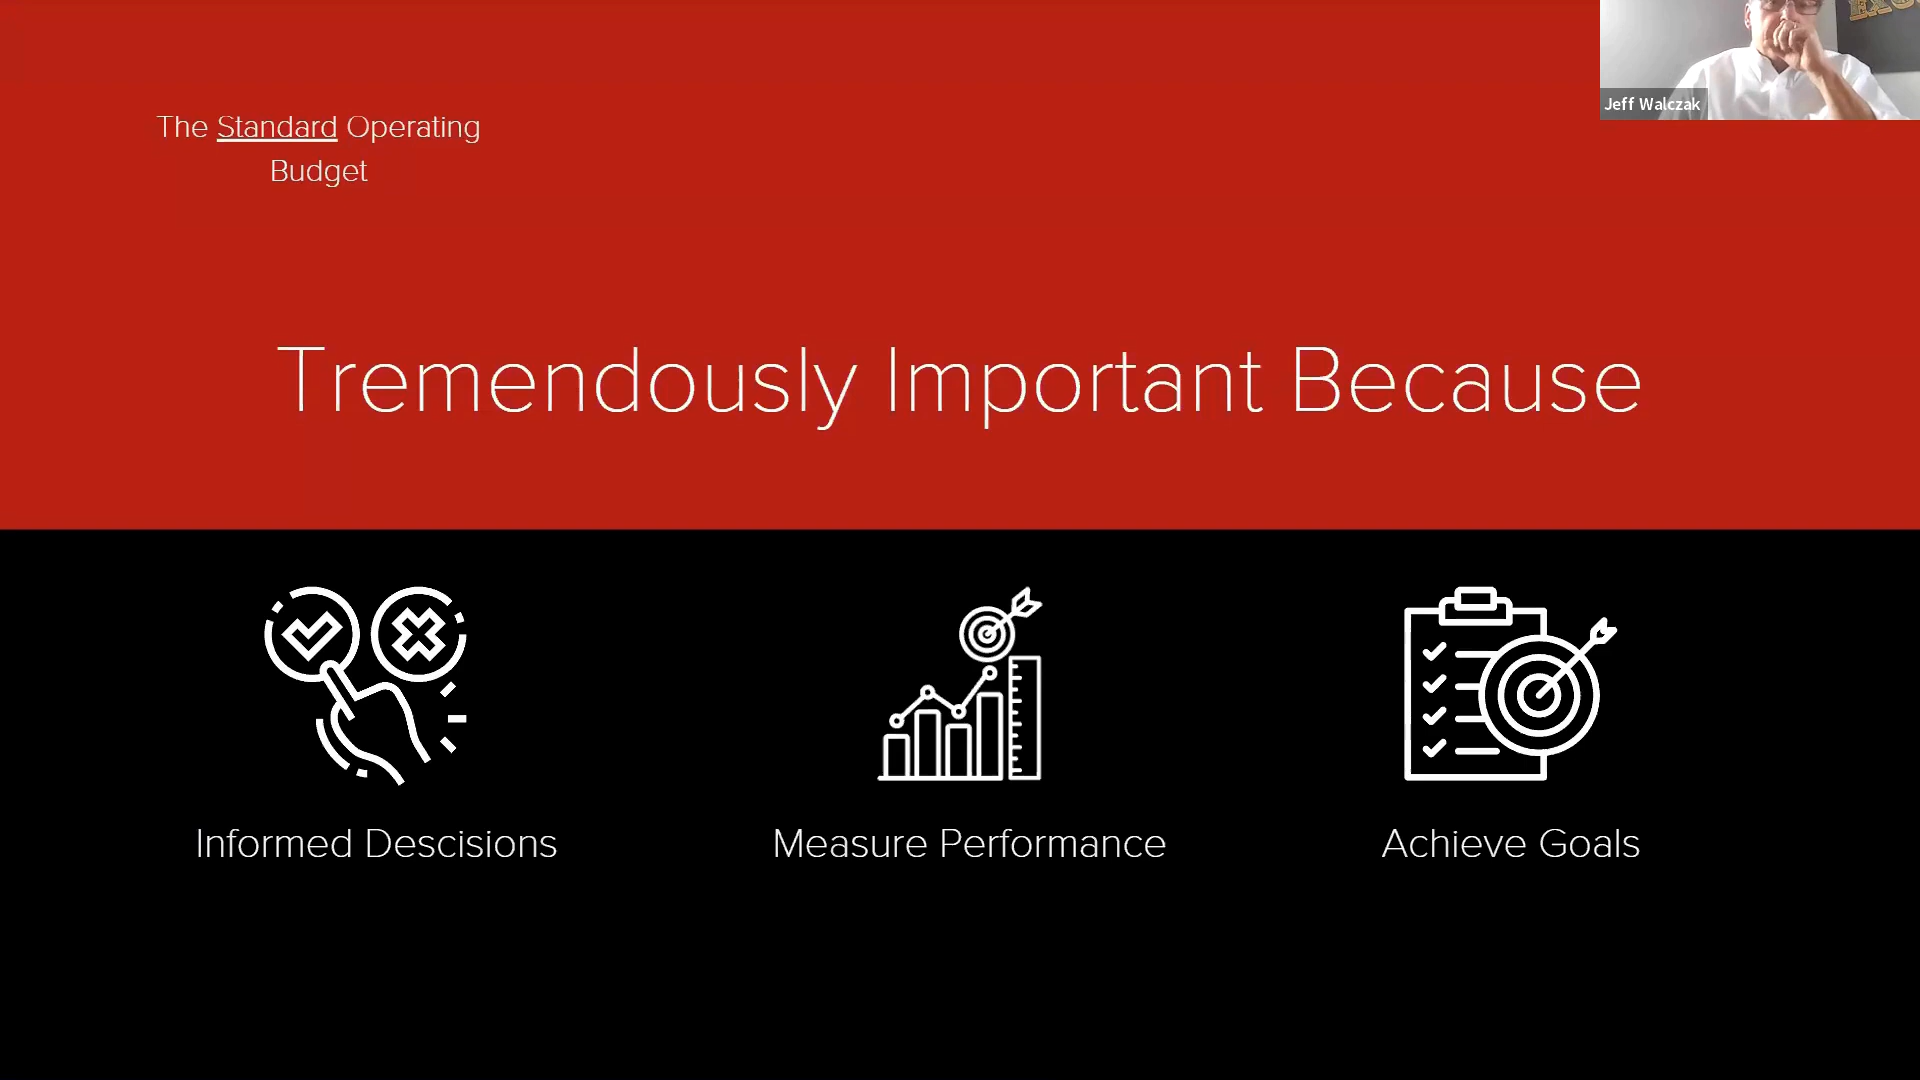 The Standard Operating
Budget
Jeff Walczak
Tremendously Important Because
Informed Descisions
Measure Performance
Achieve Goals